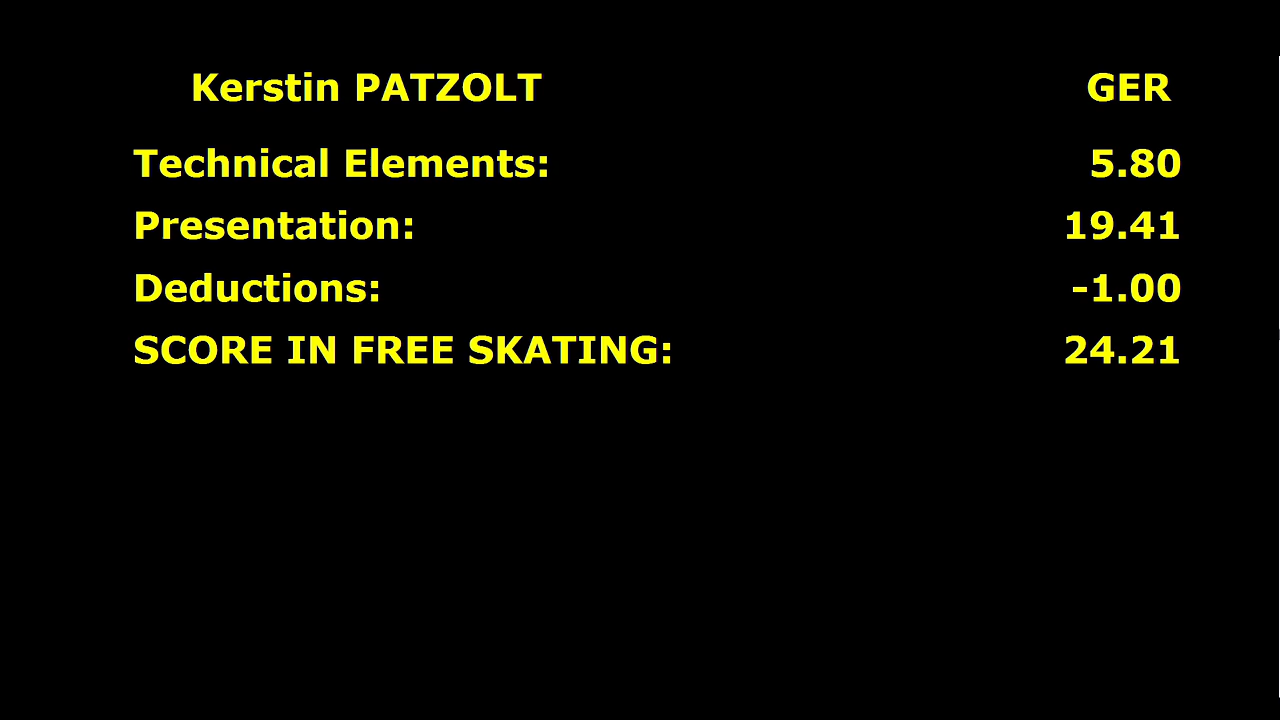 Kerstin PATZOLT GER
Technical Elements: 5.80
Presentation: 19.41
Deductions: -1.00
SCORE IN FREE SKATING: 24.21